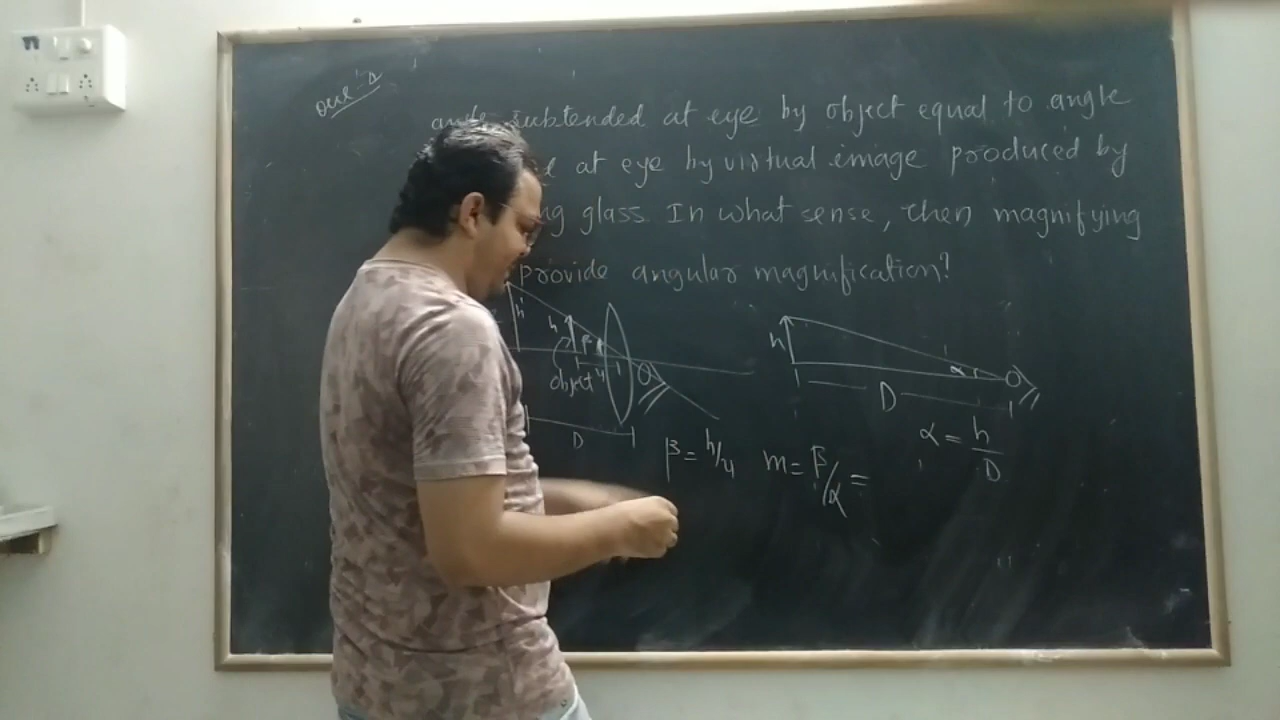 Que-
subtended at eye by object equal to angle
at eye by virtual image produced by
ng glass. In what sense, then magnifying
provide angular magnification?
h'
h
β
u
object
D
β = h/u
m = β/α =
h
α
D
α = h/D